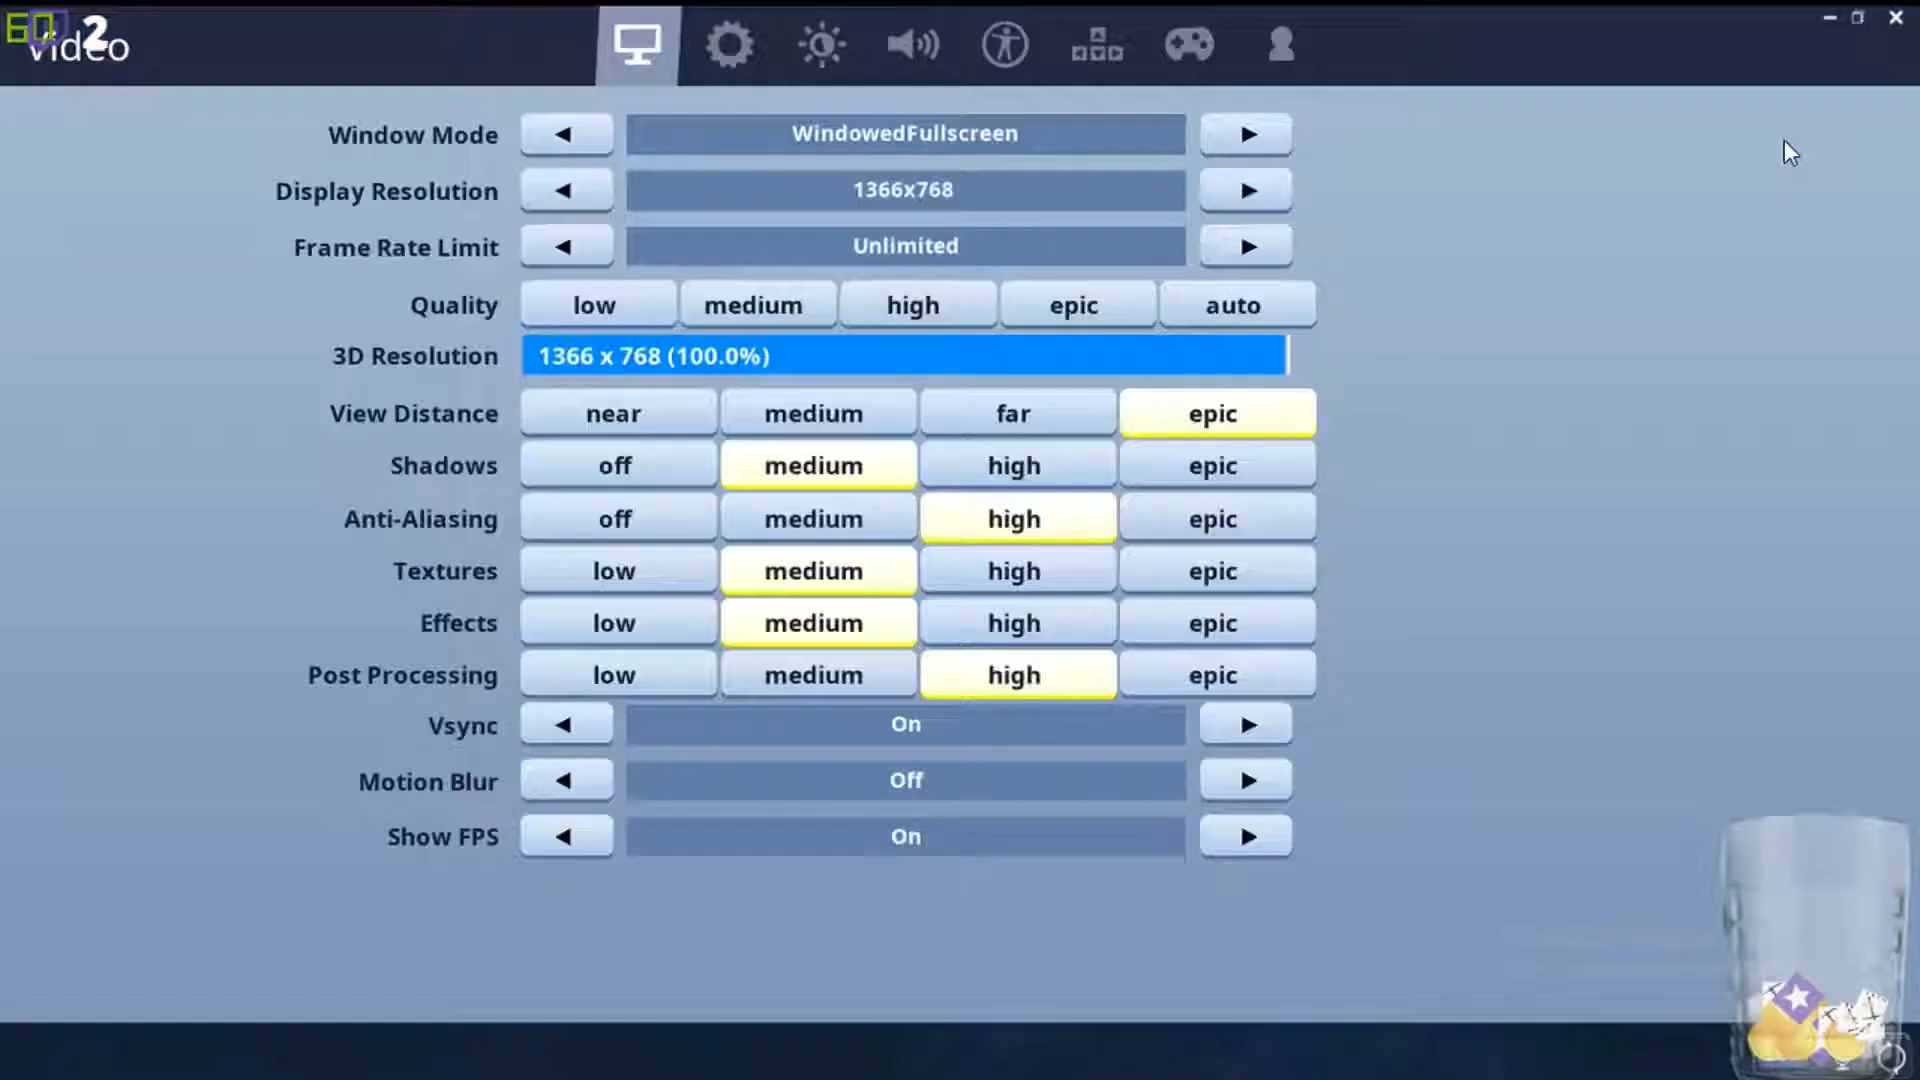 60 2
Video
Window Mode ◄ WindowedFullscreen ►
Display Resolution ◄ 1366x768 ►
Frame Rate Limit ◄ Unlimited ►
Quality low medium high epic auto
3D Resolution 1366 x 768 (100.0%)
View Distance near medium far epic
Shadows off medium high epic
Anti-Aliasing off medium high epic
Textures low medium high epic
Effects low medium high epic
Post Processing low medium high epic
Vsync ◄ On ►
Motion Blur ◄ Off ►
Show FPS ◄ On ►